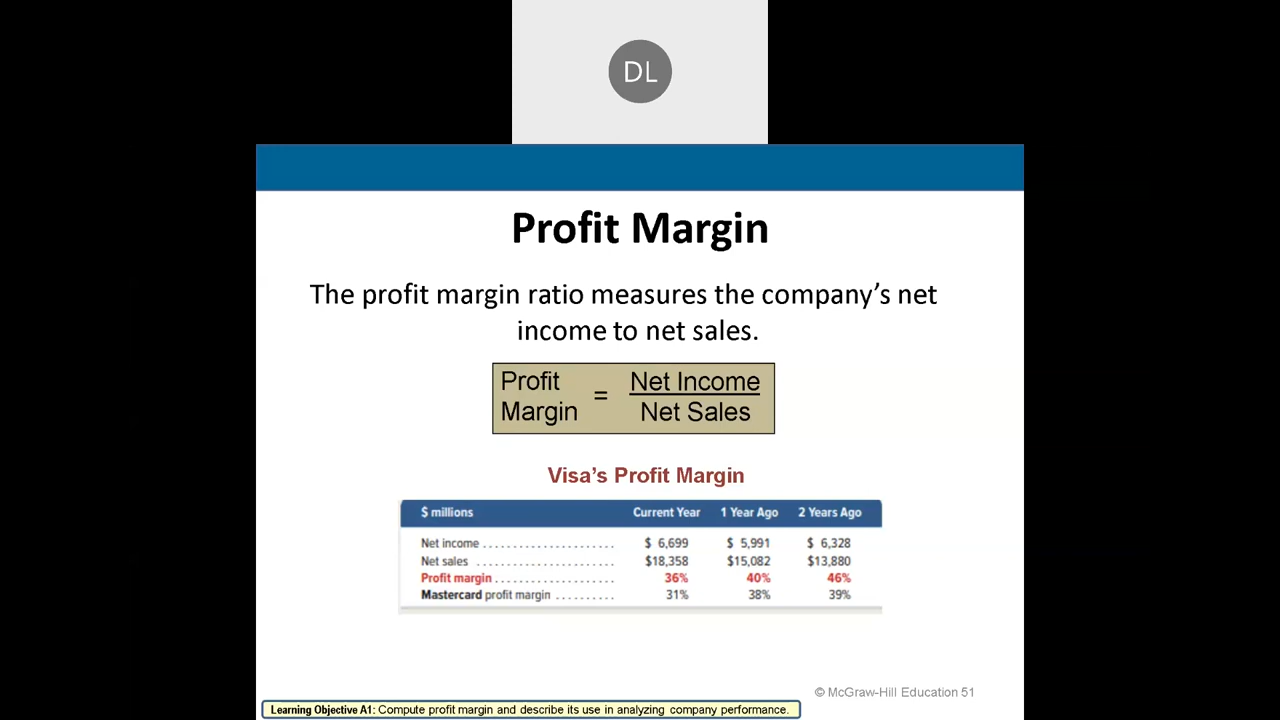 DL
Profit Margin
The profit margin ratio measures the company’s net
income to net sales.
Profit
Margin
=
Net Income
Net Sales
Visa’s Profit Margin
$ millions Current Year 1 Year Ago 2 Years Ago
Net income ...................... $ 6,699 $ 5,991 $ 6,328
Net sales ....................... $18,358 $15,082 $13,880
Profit margin .................... 36% 40% 46%
Mastercard profit margin .......... 31% 38% 39%
© McGraw-Hill Education 51
Learning Objective A1: Compute profit margin and describe its use in analyzing company performance.